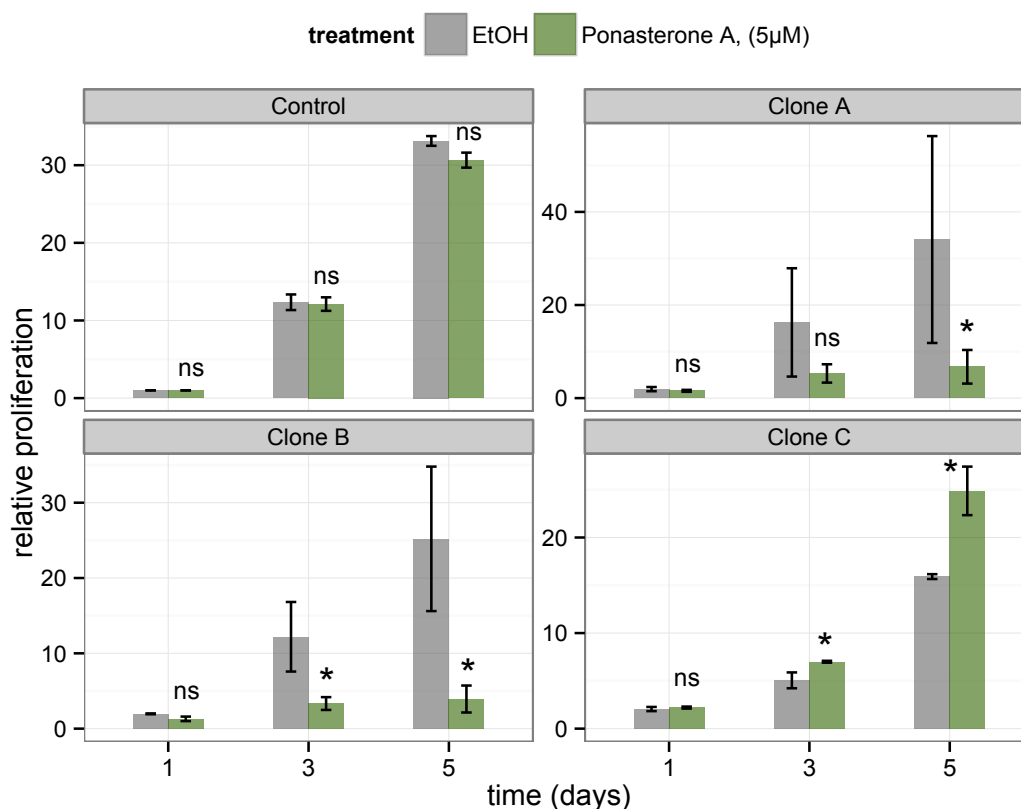 treatment EtOH Ponasterone A, (5µM)
Control
Clone A
relative proliferation
30
20
10
0
ns
ns
ns
40
20
0
ns
ns
*
Clone B
Clone C
30
20
10
0
ns
*
*
20
10
0
ns
*
*
1 3 5
1 3 5
time (days)